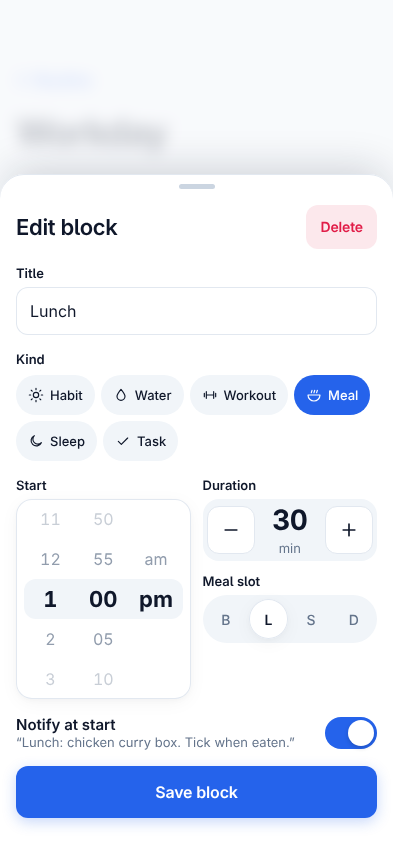 Workday
Edit block
Delete
Title
Lunch
Kind
Habit
Water
Workout
Meal
Sleep
Task
Start
11 50
12 55 am
1 00 pm
2 05
3 10
Duration
− 30 +
min
Meal slot
B L S D
Notify at start
“Lunch: chicken curry box. Tick when eaten.”
Save block